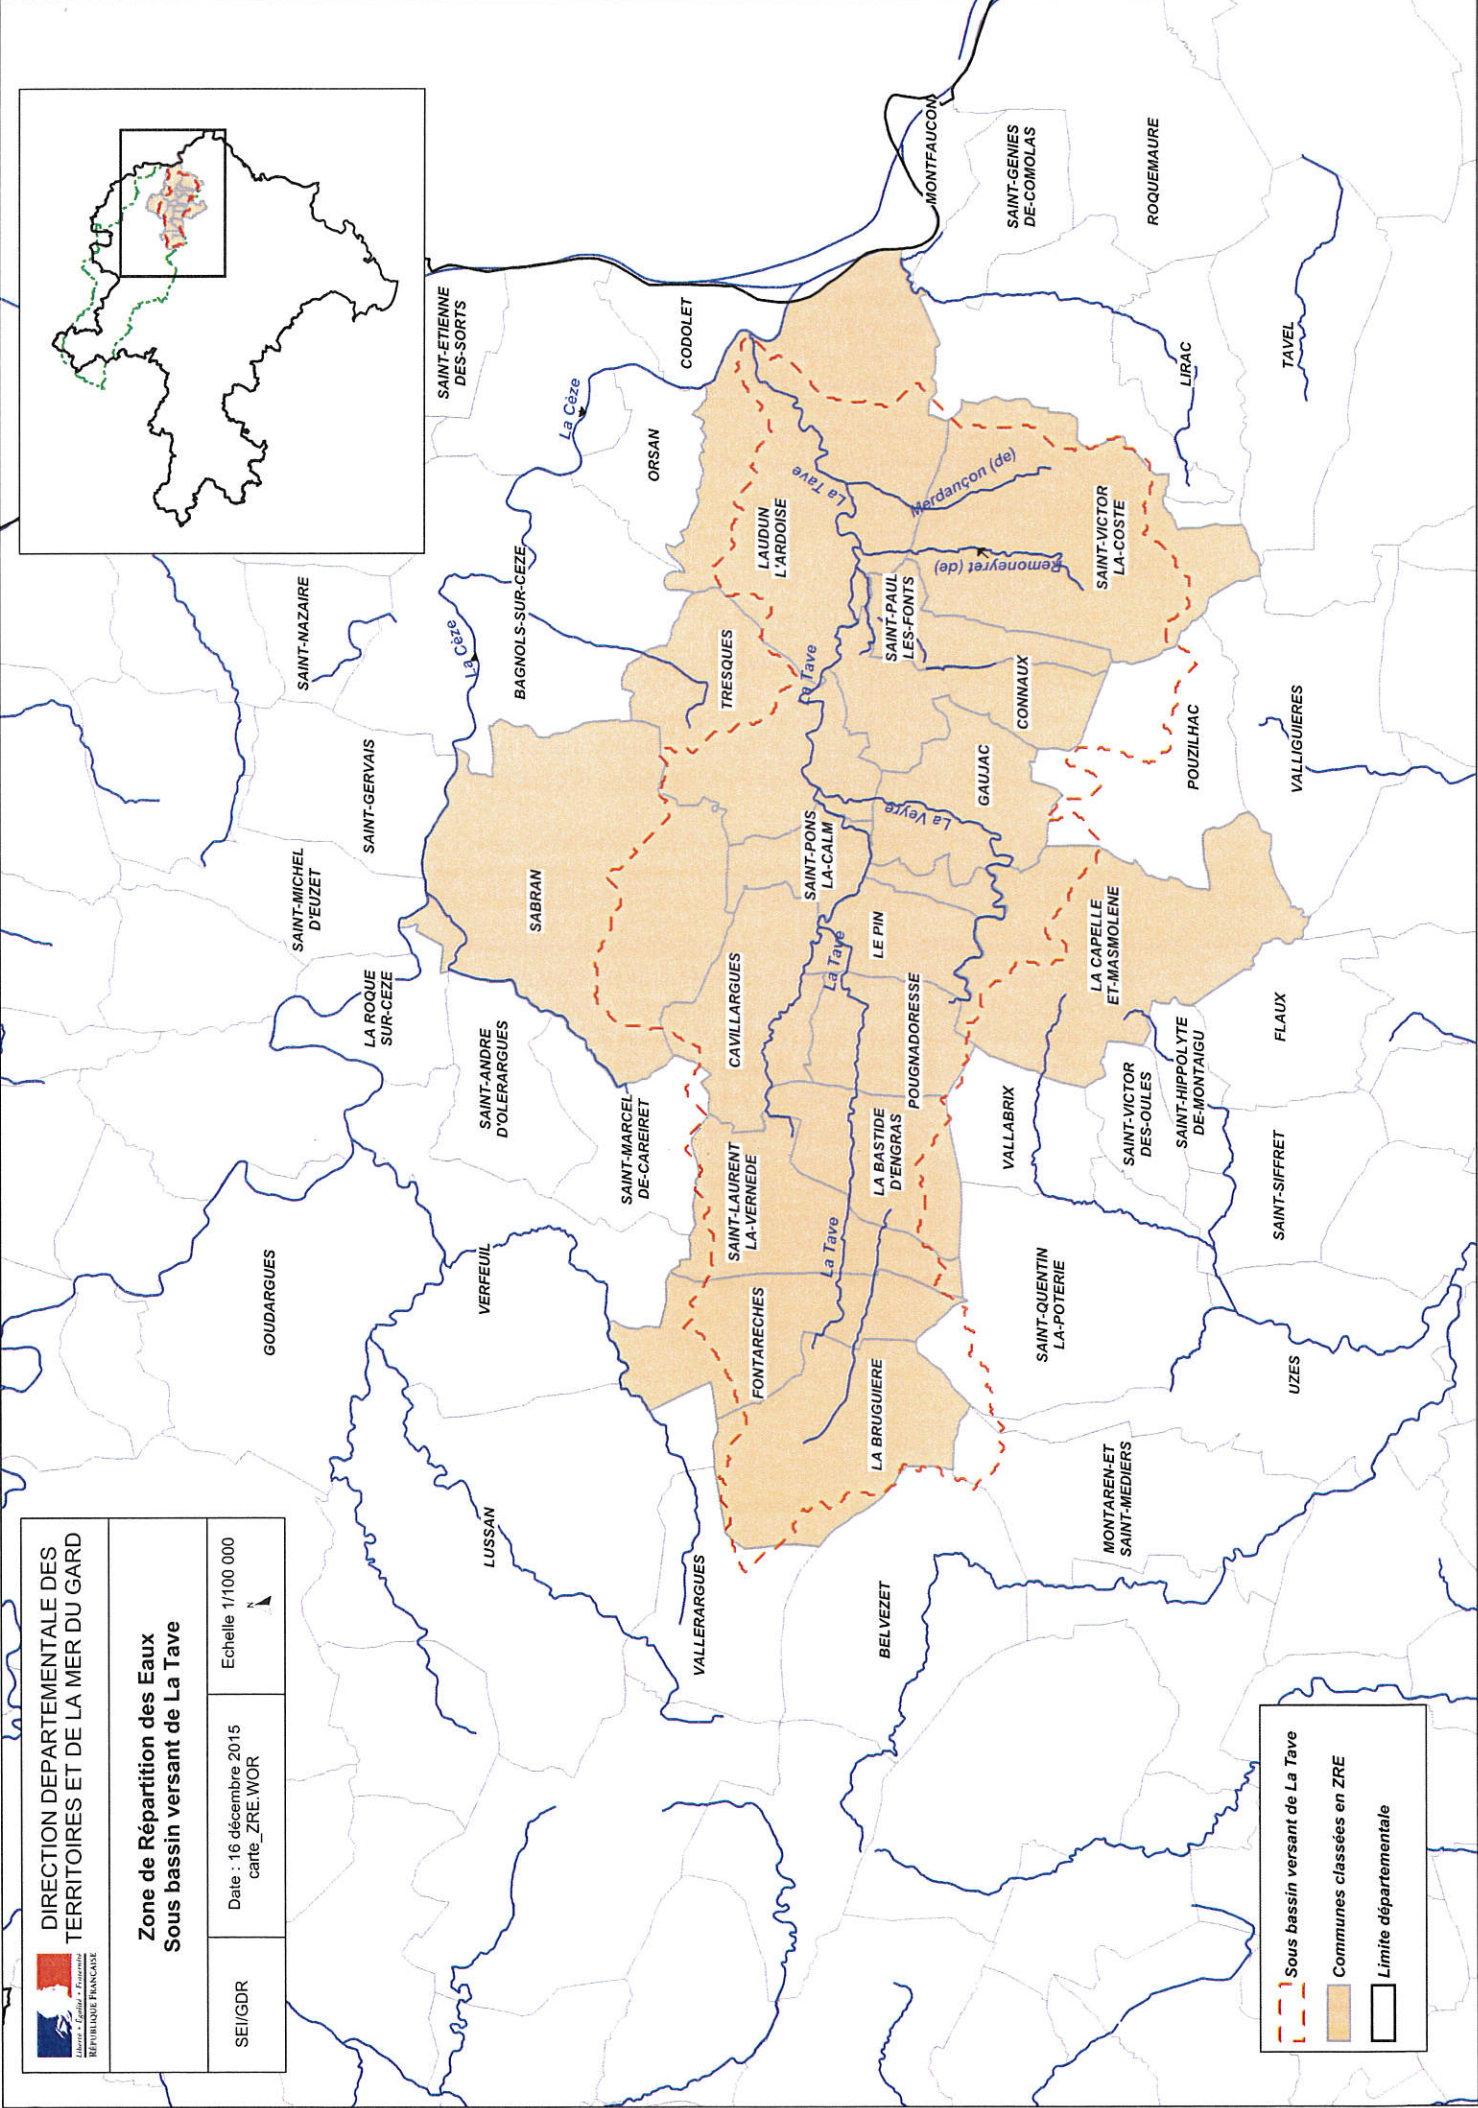 Liberté • Égalité • Fraternité
RÉPUBLIQUE FRANÇAISE
DIRECTION DEPARTEMENTALE DES
TERRITOIRES ET DE LA MER DU GARD
Zone de Répartition des Eaux
Sous bassin versant de La Tave
SEI/GDR
Date : 16 décembre 2015
carte_ZRE.WOR
Echelle 1/100 000
N
GOUDARGUES
LA ROQUE
SUR-CEZE
SAINT-MICHEL
D'EUZET
SAINT-GERVAIS
SAINT-NAZAIRE
SAINT-ETIENNE
DES-SORTS
LUSSAN
VERFEUIL
SAINT-ANDRE
D'OLERARGUES
SABRAN
La Cèze
BAGNOLS-SUR-CEZE
La Cèze
ORSAN
CODOLET
SAINT-MARCEL-
DE-CAREIRET
VALLERARGUES
FONTARECHES
SAINT-LAURENT
LA-VERNEDE
CAVILLARGUES
TRESQUES
LAUDUN
L'ARDOISE
La Tave
La Tave
SAINT-PONS
LA-CALM
La Tave
La Tave
BELVEZET
LA BRUGUIERE
LA BASTIDE
D'ENGRAS
POUGNADORESSE
LE PIN
La Veyre
SAINT-PAUL
LES-FONTS
Merdançon (de)
Remoneyret (de)
MONTFAUCON
GAUJAC
CONNAUX
SAINT-GENIES
DE-COMOLAS
SAINT-QUENTIN
LA-POTERIE
VALLABRIX
LA CAPELLE
ET-MASMOLENE
SAINT-VICTOR
LA-COSTE
MONTAREN-ET
SAINT-MEDIERS
SAINT-VICTOR
DES-OULES
SAINT-HIPPOLYTE
DE-MONTAIGU
POUZILHAC
LIRAC
ROQUEMAURE
UZES
SAINT-SIFFRET
FLAUX
VALLIGUIERES
TAVEL
Sous bassin versant de La Tave
Communes classées en ZRE
Limite départementale